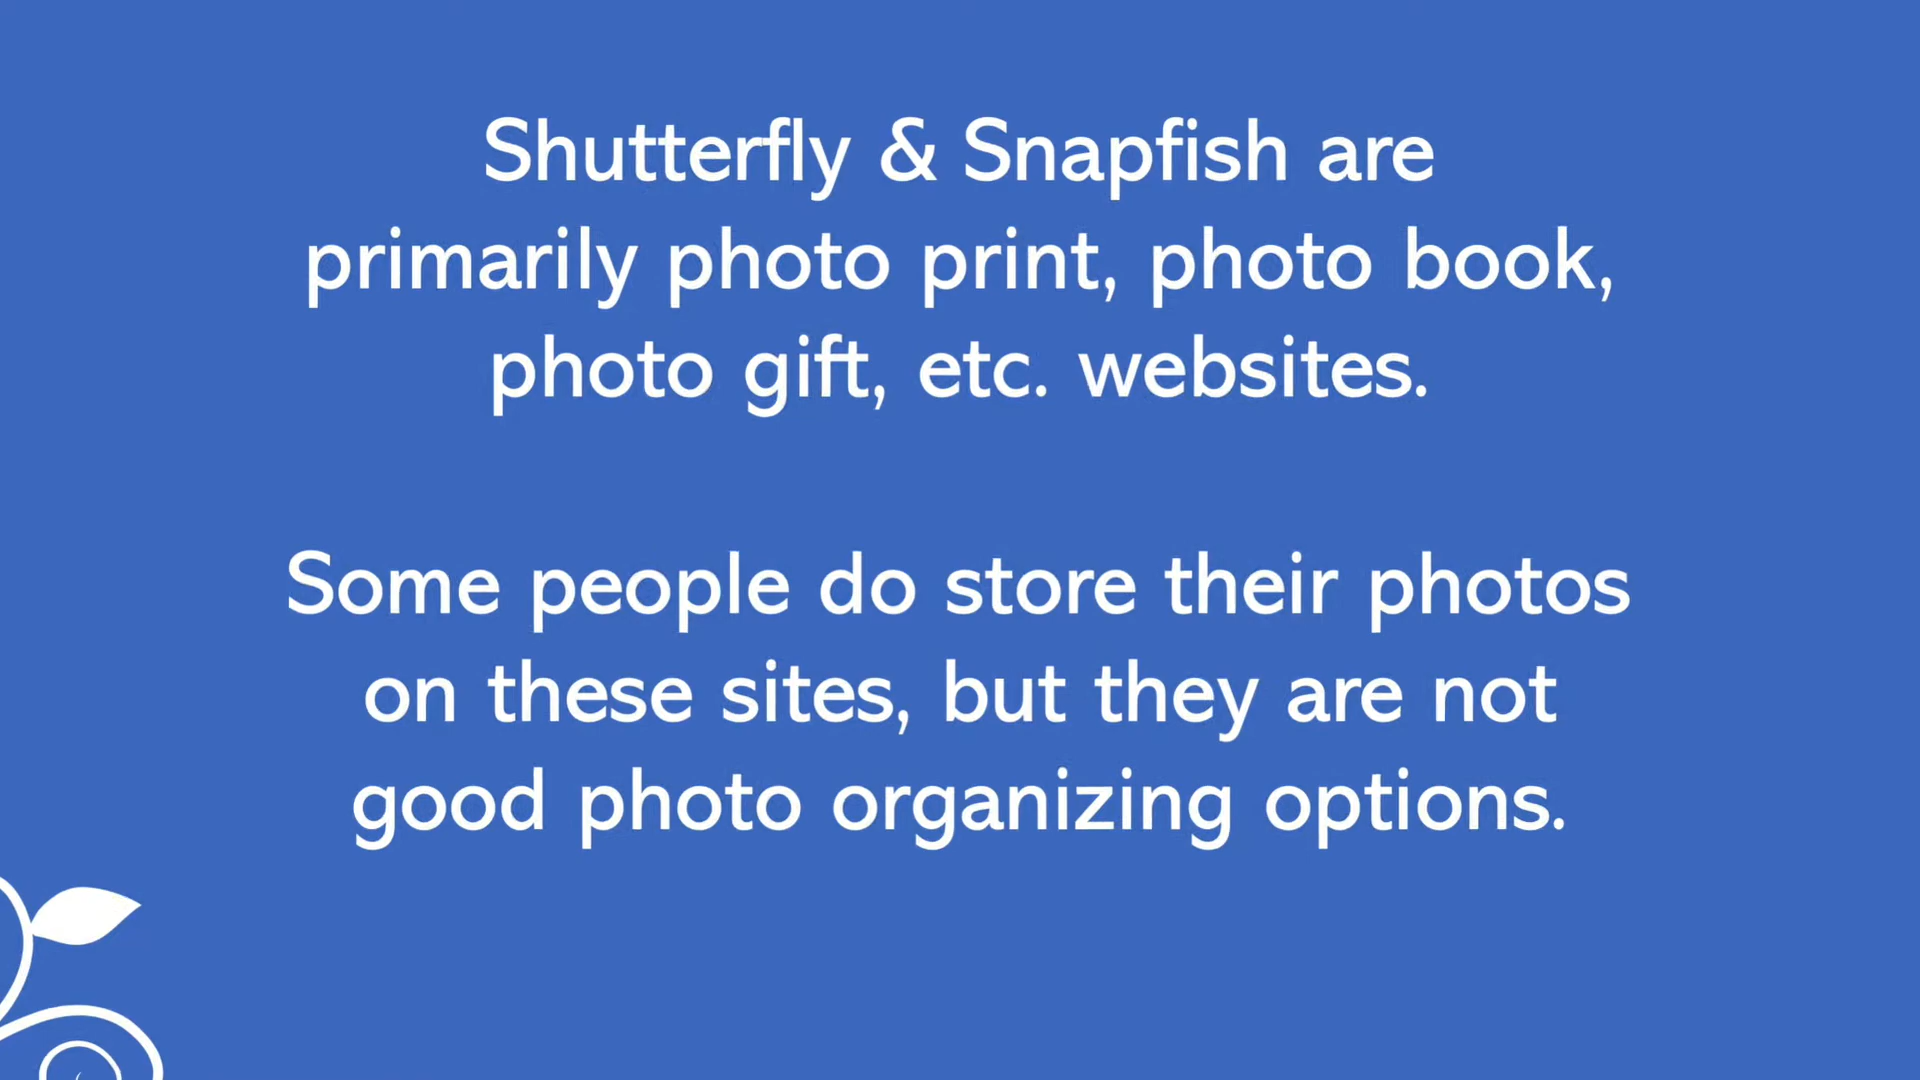 Shutterfly & Snapfish are
primarily photo print, photo book,
photo gift, etc. websites.
Some people do store their photos
on these sites, but they are not
good photo organizing options.